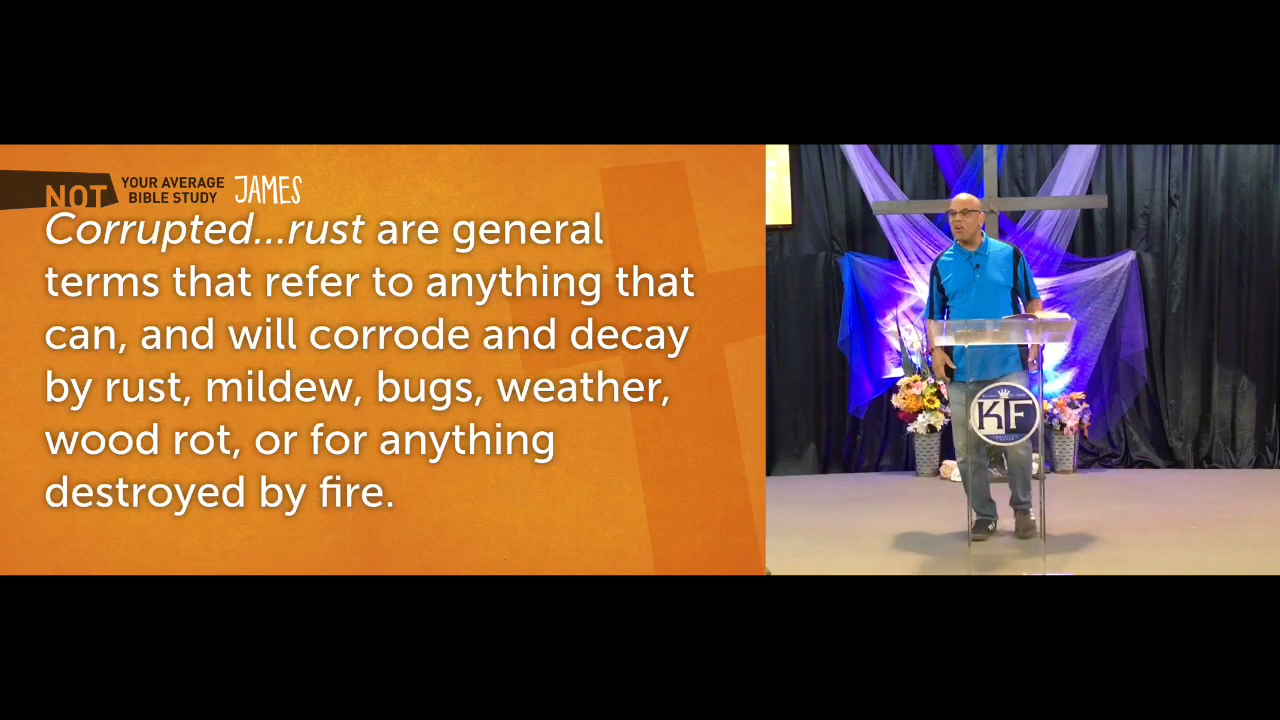 NOT YOUR AVERAGE BIBLE STUDY JAMES
Corrupted...rust are general
terms that refer to anything that
can, and will corrode and decay
by rust, mildew, bugs, weather,
wood rot, or for anything
destroyed by fire.
KTF